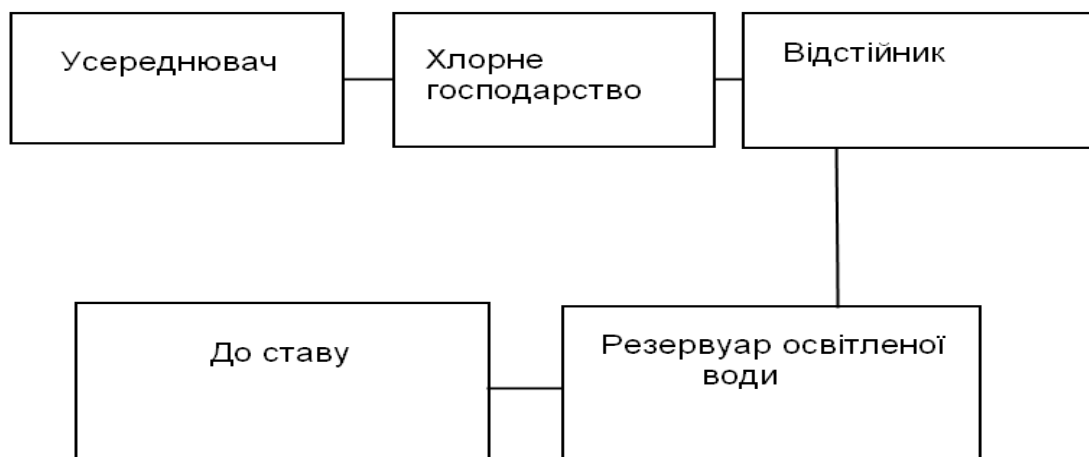 Усереднювач
Хлорне
господарство
Відстійник
До ставу
Резервуар освітленої
води